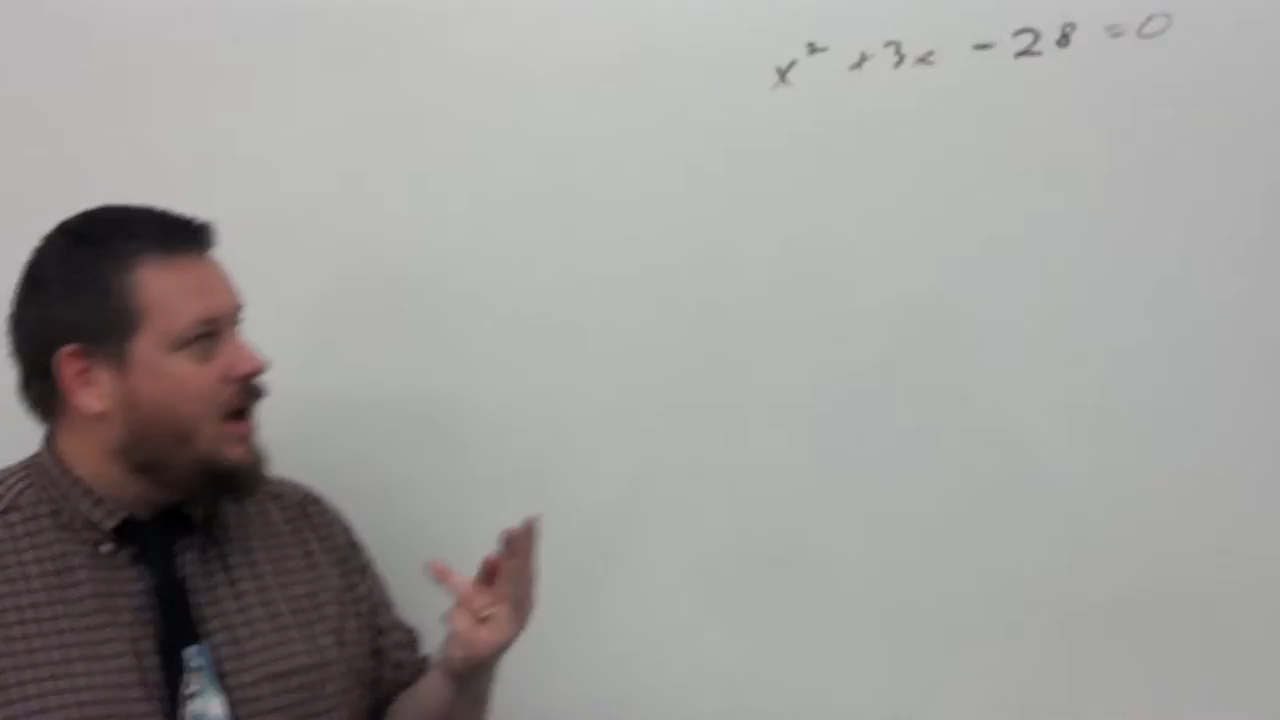 x² +3x - 28 = 0